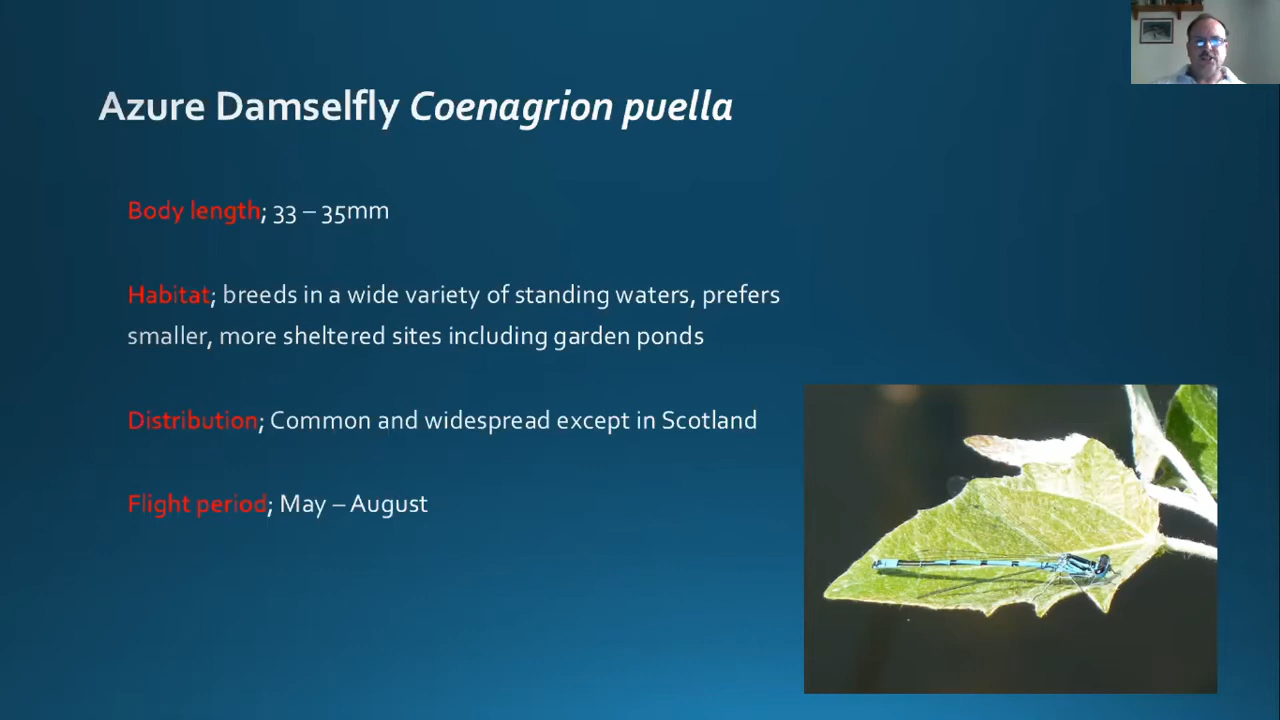 Azure Damselfly Coenagrion puella
Body length; 33 – 35mm
Habitat; breeds in a wide variety of standing waters, prefers
smaller, more sheltered sites including garden ponds
Distribution; Common and widespread except in Scotland
Flight period; May – August